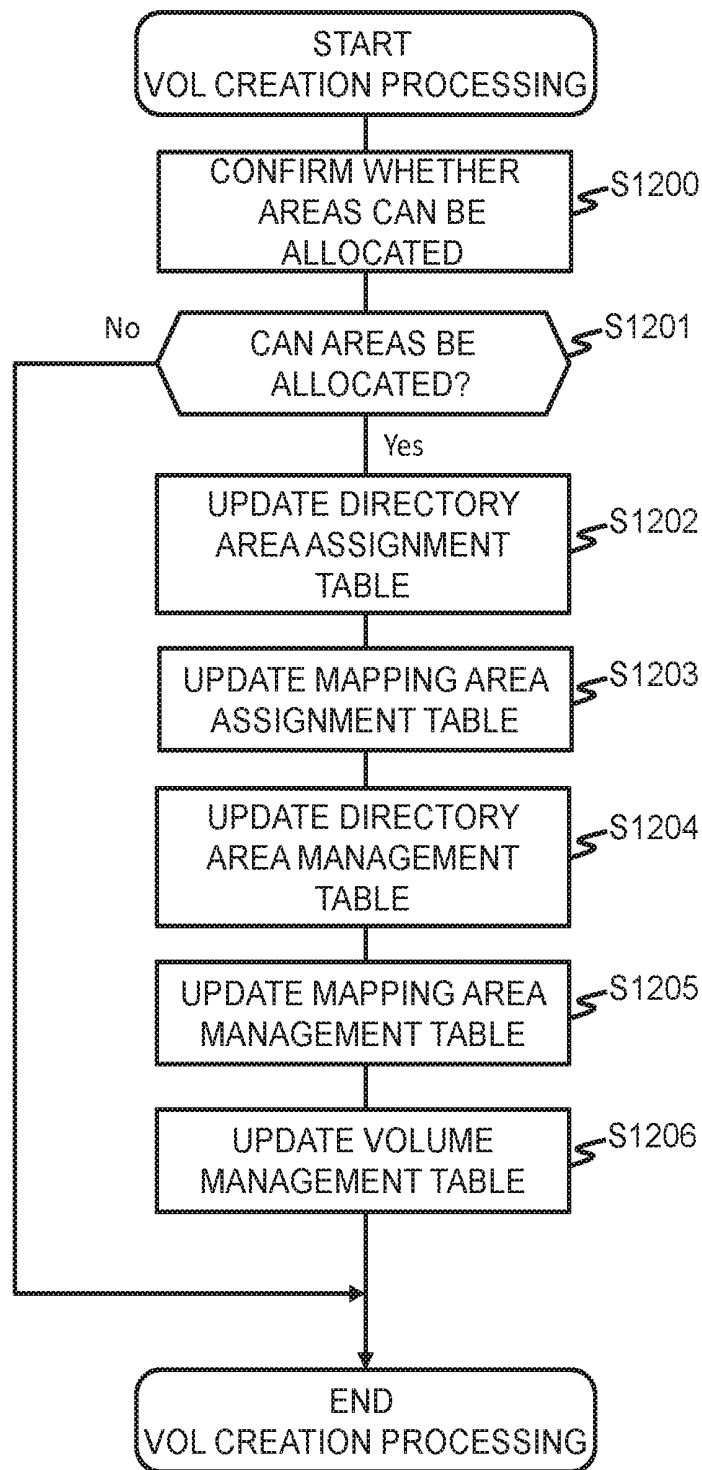 START
VOL CREATION PROCESSING
CONFIRM WHETHER
AREAS CAN BE
ALLOCATED
S1200
No
CAN AREAS BE
ALLOCATED?
S1201
Yes
UPDATE DIRECTORY
AREA ASSIGNMENT
TABLE
S1202
UPDATE MAPPING AREA
ASSIGNMENT TABLE
S1203
UPDATE DIRECTORY
AREA MANAGEMENT
TABLE
S1204
UPDATE MAPPING AREA
MANAGEMENT TABLE
S1205
UPDATE VOLUME
MANAGEMENT TABLE
S1206
END
VOL CREATION PROCESSING